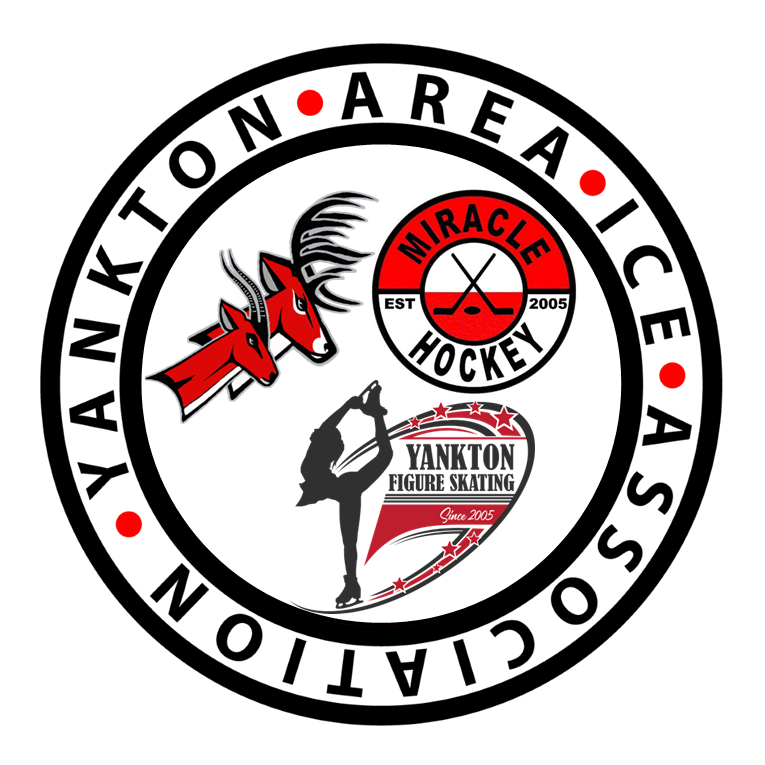 YANKTON • AREA • ICE • ASSOCIATION •
MIRACLE
EST 2005
HOCKEY
YANKTON
FIGURE SKATING
Since 2005